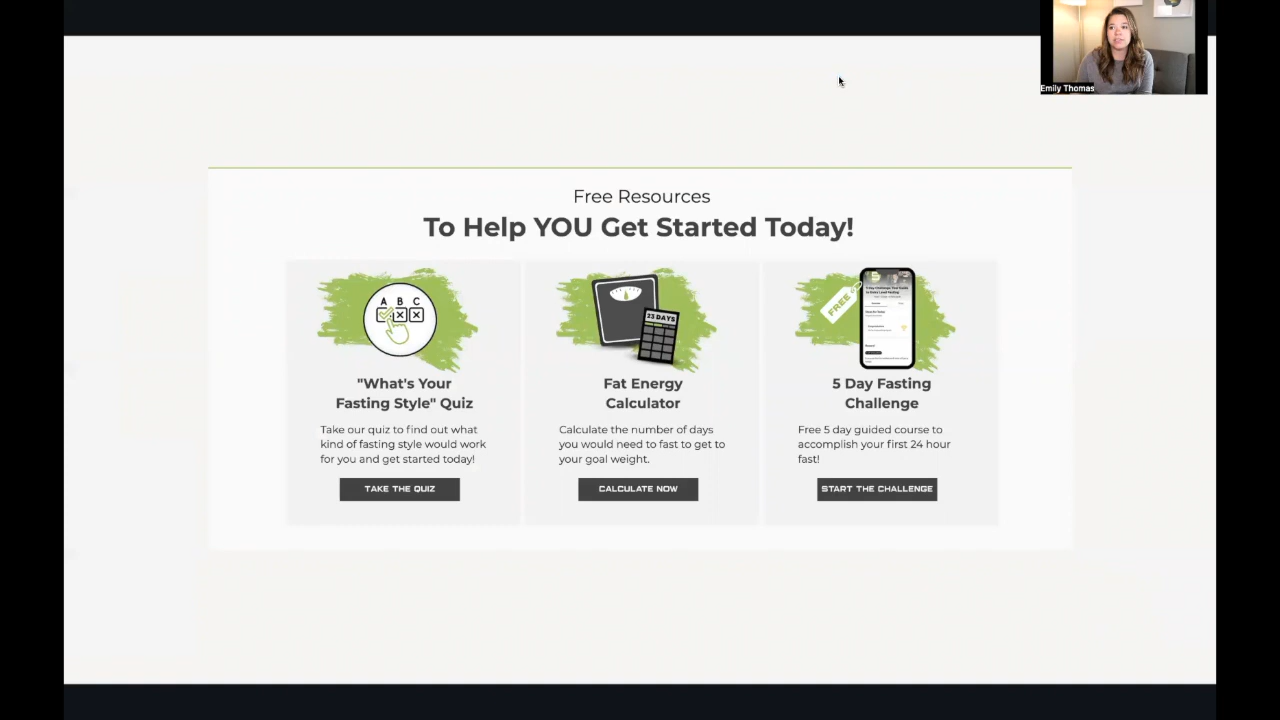 Emily Thomas
Free Resources
To Help YOU Get Started Today!
A B C
23 DAYS
FREE
"What's Your
Fasting Style" Quiz
Take our quiz to find out what
kind of fasting style would work
for you and get started today!
TAKE THE QUIZ
Fat Energy
Calculator
Calculate the number of days
you would need to fast to get to
your goal weight.
CALCULATE NOW
5 Day Fasting
Challenge
Free 5 day guided course to
accomplish your first 24 hour
fast!
START THE CHALLENGE